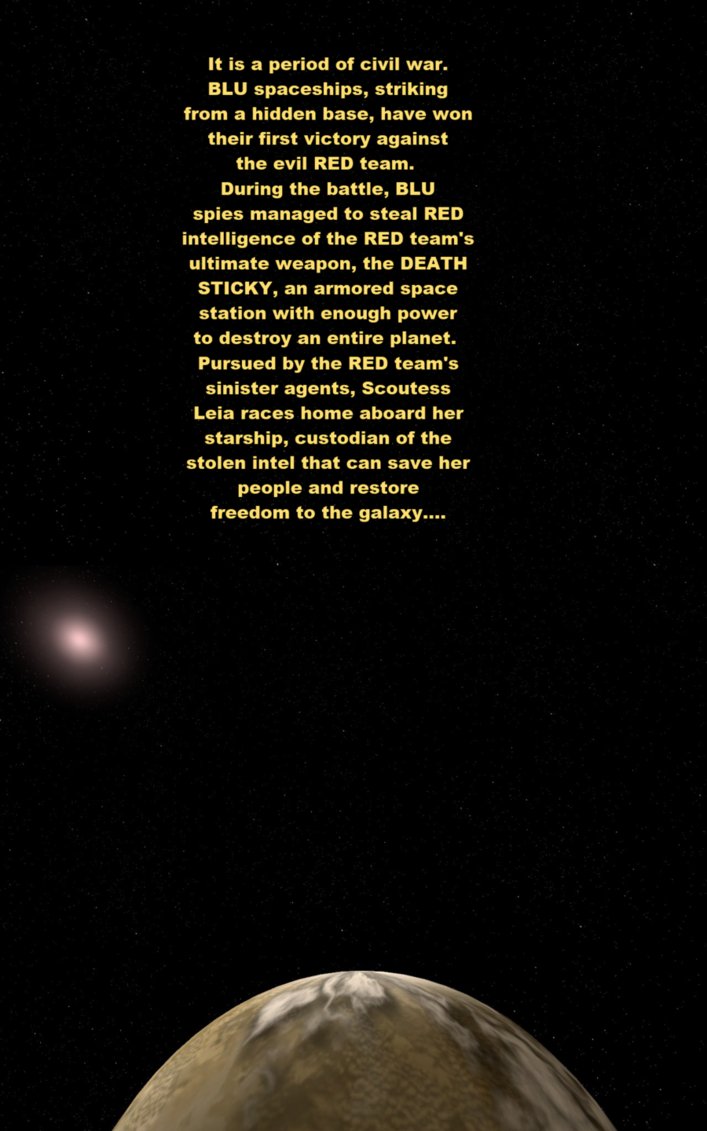 It is a period of civil war.
BLU spaceships, striking
from a hidden base, have won
their first victory against
the evil RED team.
During the battle, BLU
spies managed to steal RED
intelligence of the RED team's
ultimate weapon, the DEATH
STICKY, an armored space
station with enough power
to destroy an entire planet.
Pursued by the RED team's
sinister agents, Scoutess
Leia races home aboard her
starship, custodian of the
stolen intel that can save her
people and restore
freedom to the galaxy....